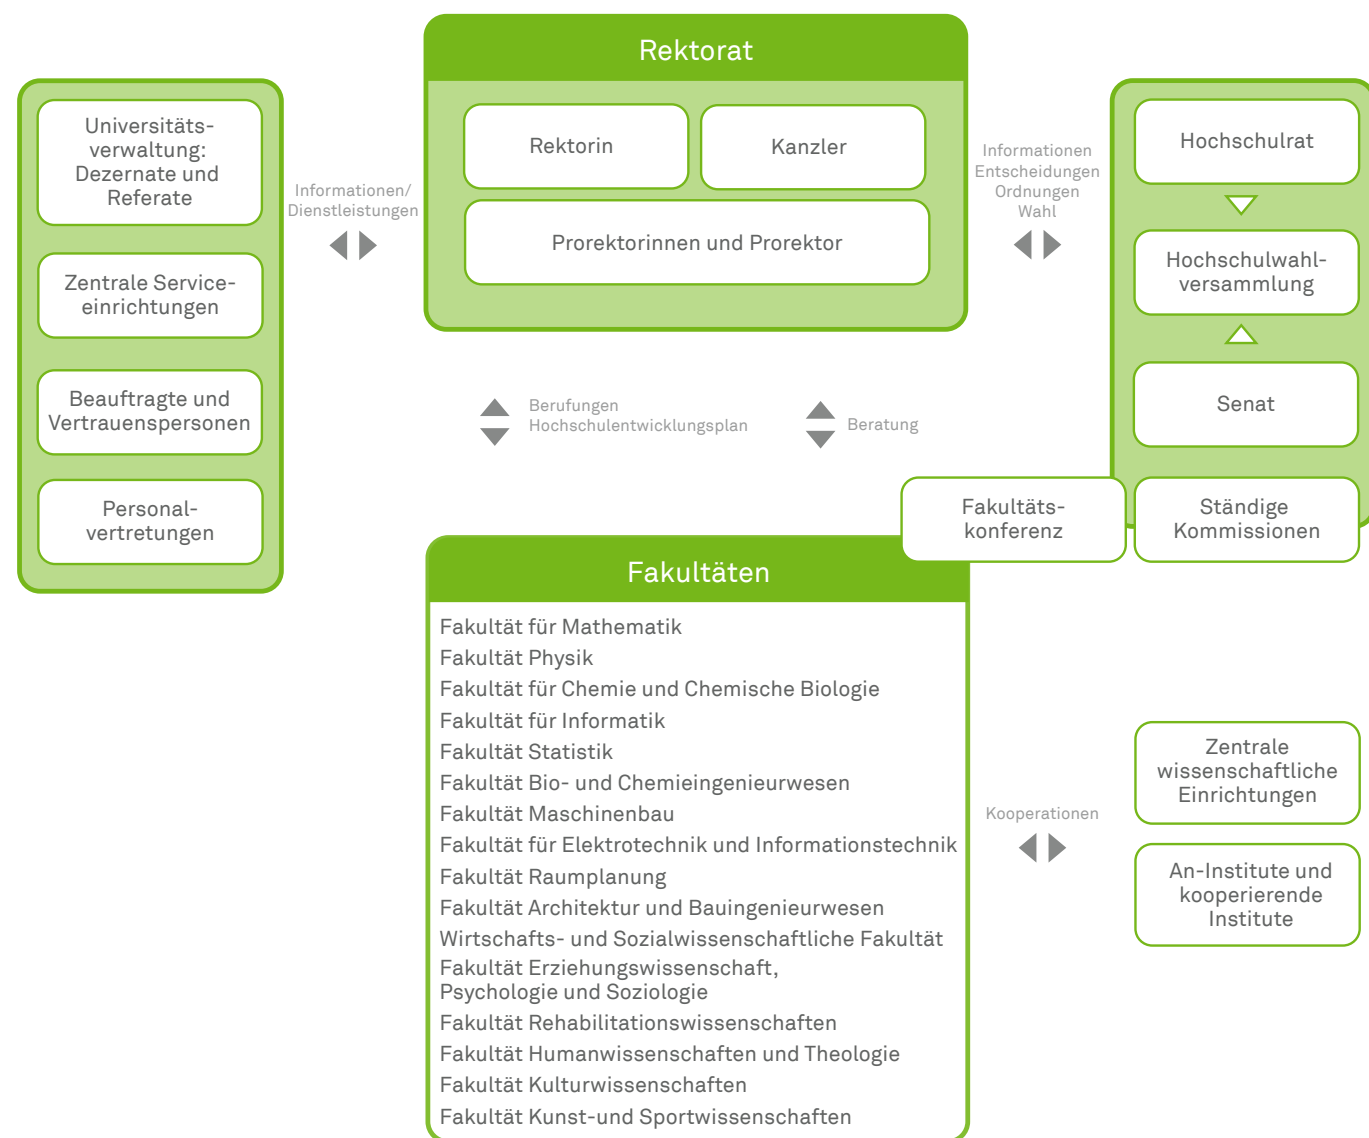 Rektorat
Rektorin
Kanzler
Prorektorinnen und Prorektor
Universitäts-
verwaltung:
Dezernate und
Referate
Zentrale Service-
einrichtungen
Beauftragte und
Vertrauenspersonen
Personal-
vertretungen
Informationen/
Dienstleistungen
Informationen
Entscheidungen
Ordnungen
Wahl
Hochschulrat
Hochschulwahl-
versammlung
Senat
Ständige
Kommissionen
Fakultäts-
konferenz
Berufungen
Hochschulentwicklungsplan
Beratung
Fakultäten
Fakultät für Mathematik
Fakultät Physik
Fakultät für Chemie und Chemische Biologie
Fakultät für Informatik
Fakultät Statistik
Fakultät Bio- und Chemieingenieurwesen
Fakultät Maschinenbau
Fakultät für Elektrotechnik und Informationstechnik
Fakultät Raumplanung
Fakultät Architektur und Bauingenieurwesen
Wirtschafts- und Sozialwissenschaftliche Fakultät
Fakultät Erziehungswissenschaft,
Psychologie und Soziologie
Fakultät Rehabilitationswissenschaften
Fakultät Humanwissenschaften und Theologie
Fakultät Kulturwissenschaften
Fakultät Kunst-und Sportwissenschaften
Kooperationen
Zentrale
wissenschaftliche
Einrichtungen
An-Institute und
kooperierende
Institute